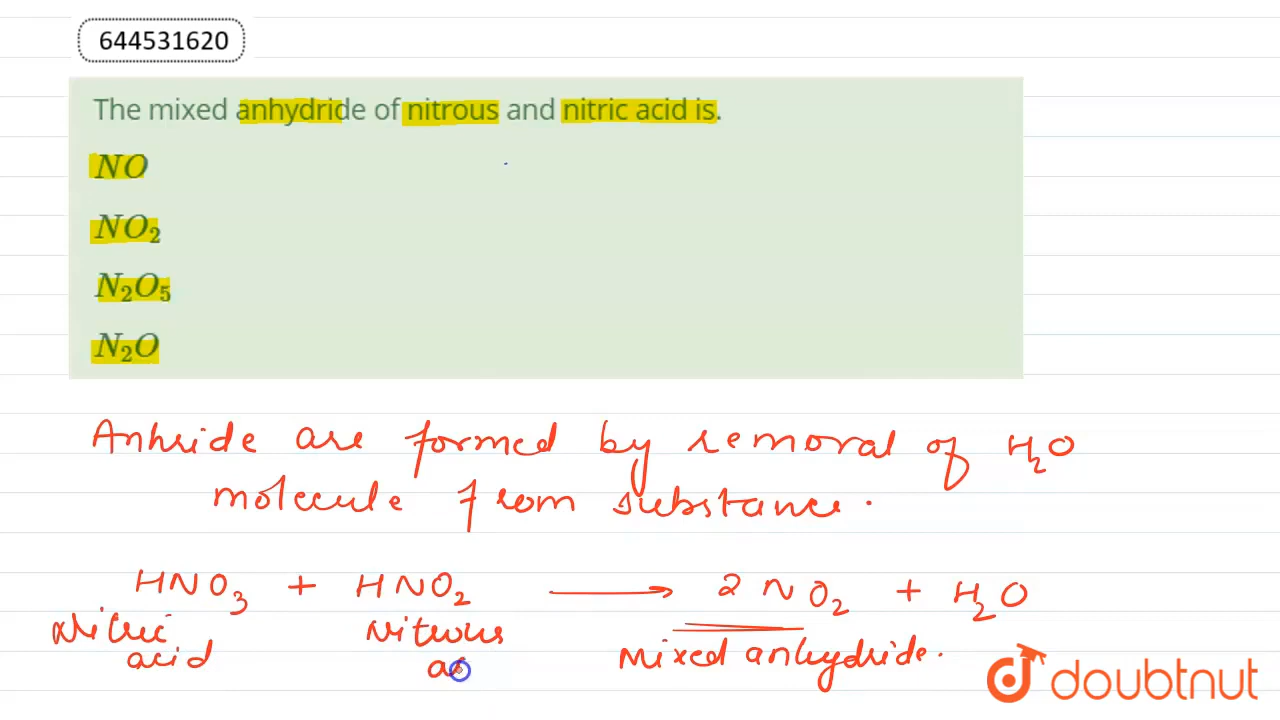 644531620
The mixed anhydride of nitrous and nitric acid is.
NO
NO₂
N₂O₅
N₂O
Anhride are formed by removal of H₂O
molecule from substance.
HNO₃ + HNO₂ ⟶ 2NO₂ + H₂O
Nitric Nitrous Mixed anhydride.
acid ac
doubtnut